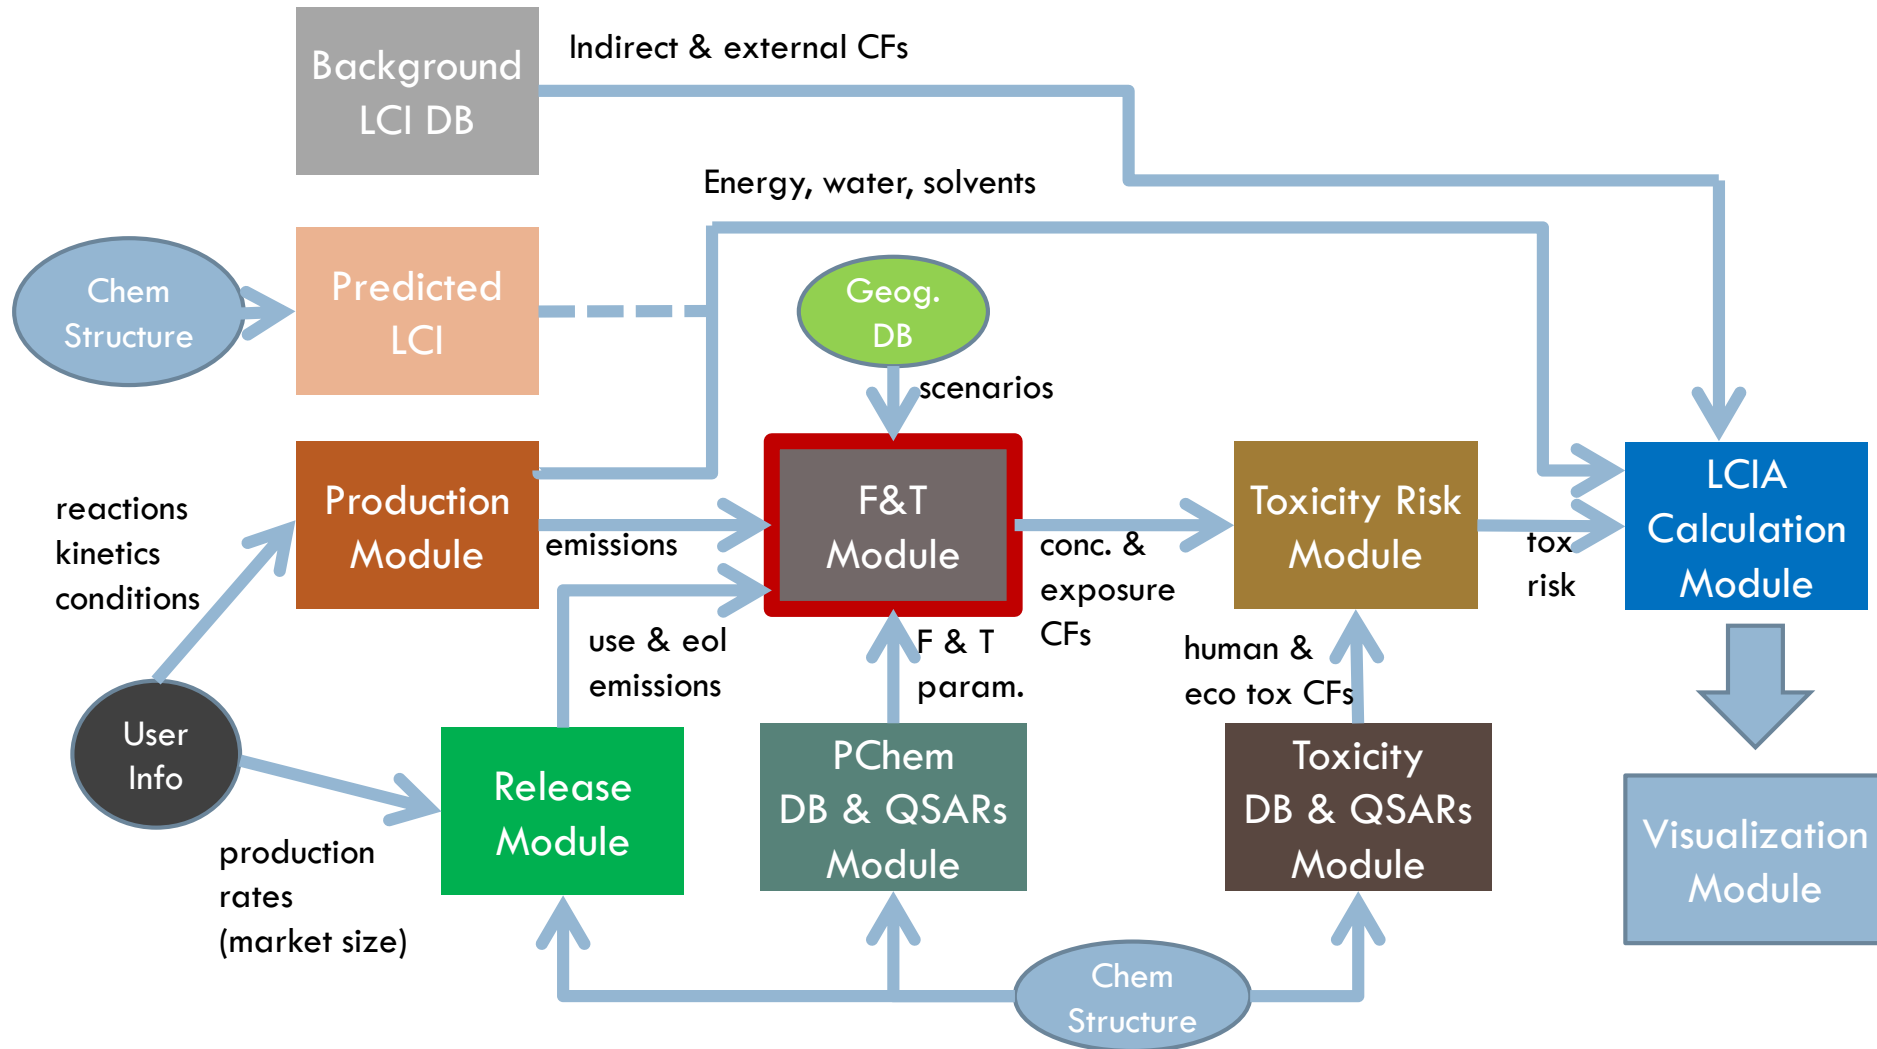 Background
LCI DB
Indirect & external CFs
Energy, water, solvents
Chem
Structure
Predicted
LCI
Geog.
DB
scenarios
reactions
kinetics
conditions
Production
Module
emissions
F&T
Module
conc. &
exposure
CFs
Toxicity Risk
Module
tox
risk
LCIA
Calculation
Module
use & eol
emissions
F & T
param.
human &
eco tox CFs
User
Info
production
rates
(market size)
Release
Module
PChem
DB & QSARs
Module
Toxicity
DB & QSARs
Module
Visualization
Module
Chem
Structure